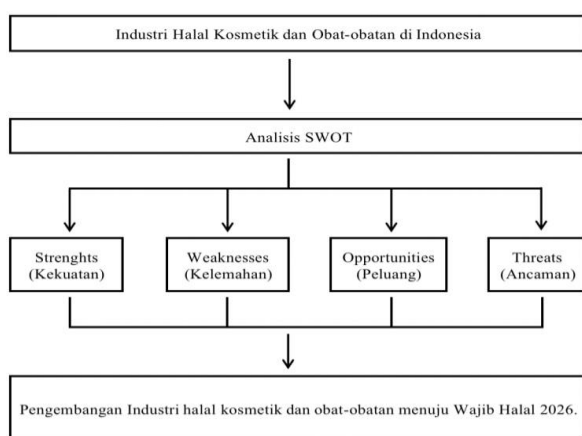 Industri Halal Kosmetik dan Obat-obatan di Indonesia
Analisis SWOT
Strenghts
(Kekuatan)
Weaknesses
(Kelemahan)
Opportunities
(Peluang)
Threats
(Ancaman)
Pengembangan Industri halal kosmetik dan obat-obatan menuju Wajib Halal 2026.